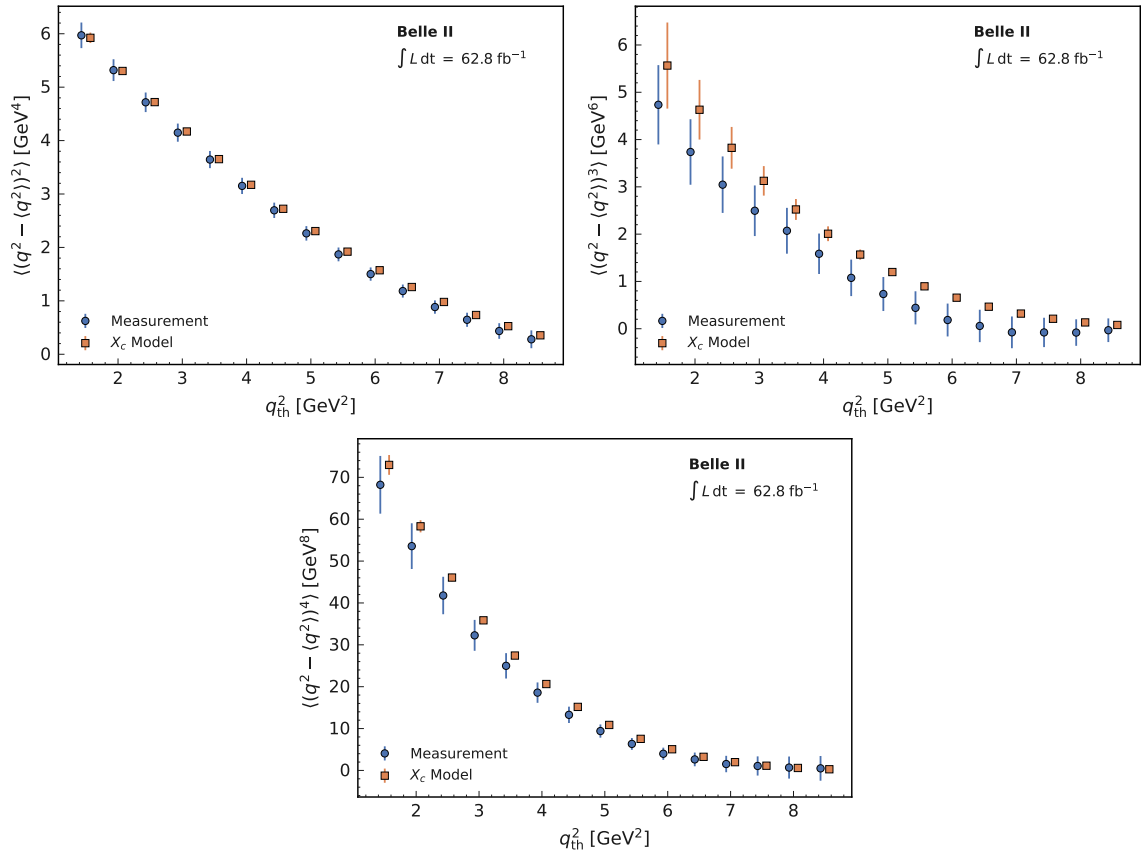 Belle II
∫ L dt = 62.8 fb⁻¹
6
5
4
3
2
1
0
⟨(q² − ⟨q²⟩)²⟩ [GeV⁴]
Measurement
X_c Model
2 3 4 5 6 7 8
q²_th [GeV²]
Belle II
∫ L dt = 62.8 fb⁻¹
6
5
4
3
2
1
0
⟨(q² − ⟨q²⟩)³⟩ [GeV⁶]
Measurement
X_c Model
2 3 4 5 6 7 8
q²_th [GeV²]
Belle II
∫ L dt = 62.8 fb⁻¹
70
60
50
40
30
20
10
0
⟨(q² − ⟨q²⟩)⁴⟩ [GeV⁸]
Measurement
X_c Model
2 3 4 5 6 7 8
q²_th [GeV²]